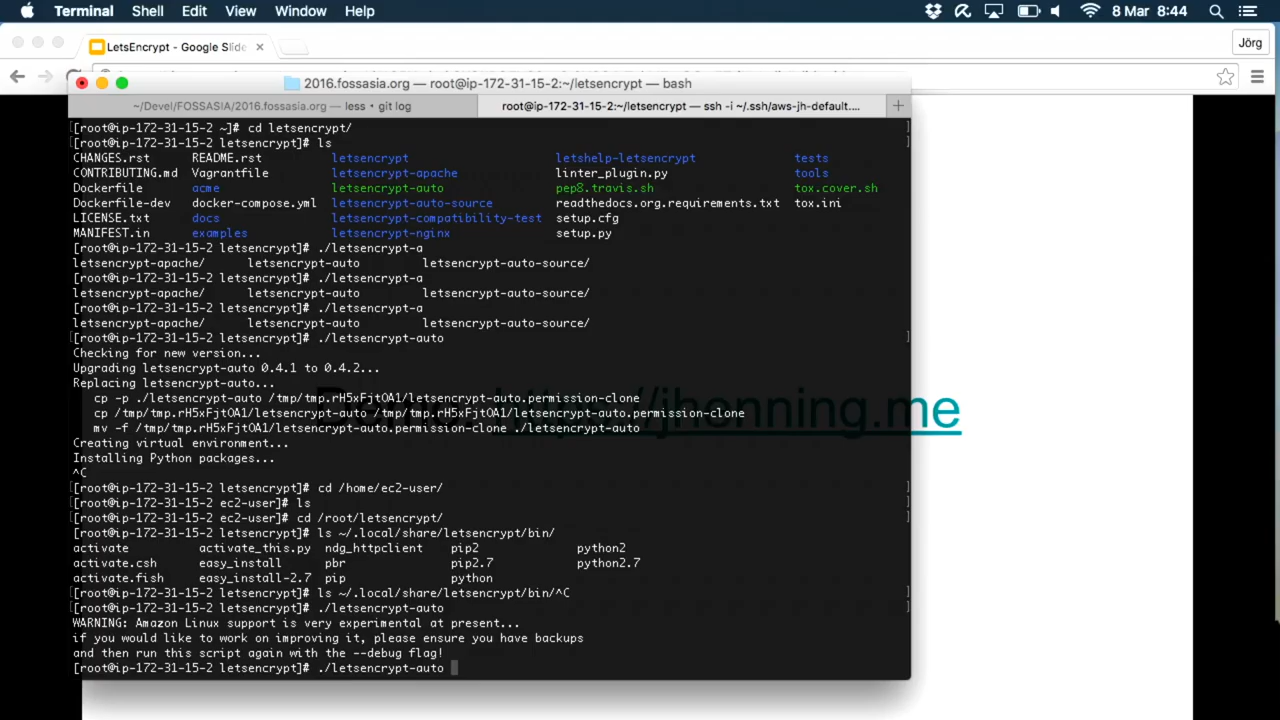 Terminal Shell Edit View Window Help 8 Mar 8:44
LetsEncrypt - Google Slide Jörg
2016.fossasia.org — root@ip-172-31-15-2:~/letsencrypt — bash
~/Devel/FOSSASIA/2016.fossasia.org — less • git log root@ip-172-31-15-2:~/letsencrypt — ssh -i ~/.ssh/aws-jh-default.... +
[root@ip-172-31-15-2 ~]# cd letsencrypt/
[root@ip-172-31-15-2 letsencrypt]# ls
CHANGES.rst README.rst letsencrypt letshelp-letsencrypt tests
CONTRIBUTING.md Vagrantfile letsencrypt-apache linter_plugin.py tools
Dockerfile acme letsencrypt-auto pep8.travis.sh tox.cover.sh
Dockerfile-dev docker-compose.yml letsencrypt-auto-source readthedocs.org.requirements.txt tox.ini
LICENSE.txt docs letsencrypt-compatibility-test setup.cfg
MANIFEST.in examples letsencrypt-nginx setup.py
[root@ip-172-31-15-2 letsencrypt]# ./letsencrypt-a
letsencrypt-apache/ letsencrypt-auto letsencrypt-auto-source/
[root@ip-172-31-15-2 letsencrypt]# ./letsencrypt-a
letsencrypt-apache/ letsencrypt-auto letsencrypt-auto-source/
[root@ip-172-31-15-2 letsencrypt]# ./letsencrypt-a
letsencrypt-apache/ letsencrypt-auto letsencrypt-auto-source/
[root@ip-172-31-15-2 letsencrypt]# ./letsencrypt-auto
Checking for new version...
Upgrading letsencrypt-auto 0.4.1 to 0.4.2...
Replacing letsencrypt-auto...
cp -p ./letsencrypt-auto /tmp/tmp.rH5xFjtOA1/letsencrypt-auto.permission-clone
cp /tmp/tmp.rH5xFjtOA1/letsencrypt-auto /tmp/tmp.rH5xFjtOA1/letsencrypt-auto.permission-clone
mv -f /tmp/tmp.rH5xFjtOA1/letsencrypt-auto.permission-clone ./letsencrypt-auto
Demo: https://jhonning.me
Creating virtual environment...
Installing Python packages...
^C
[root@ip-172-31-15-2 letsencrypt]# cd /home/ec2-user/
[root@ip-172-31-15-2 ec2-user]# ls
[root@ip-172-31-15-2 ec2-user]# cd /root/letsencrypt/
[root@ip-172-31-15-2 letsencrypt]# ls ~/.local/share/letsencrypt/bin/
activate activate_this.py ndg_httpclient pip2 python2
activate.csh easy_install pbr pip2.7 python2.7
activate.fish easy_install-2.7 pip python
[root@ip-172-31-15-2 letsencrypt]# ls ~/.local/share/letsencrypt/bin/^C
[root@ip-172-31-15-2 letsencrypt]# ./letsencrypt-auto
WARNING: Amazon Linux support is very experimental at present...
if you would like to work on improving it, please ensure you have backups
and then run this script again with the --debug flag!
[root@ip-172-31-15-2 letsencrypt]# ./letsencrypt-auto